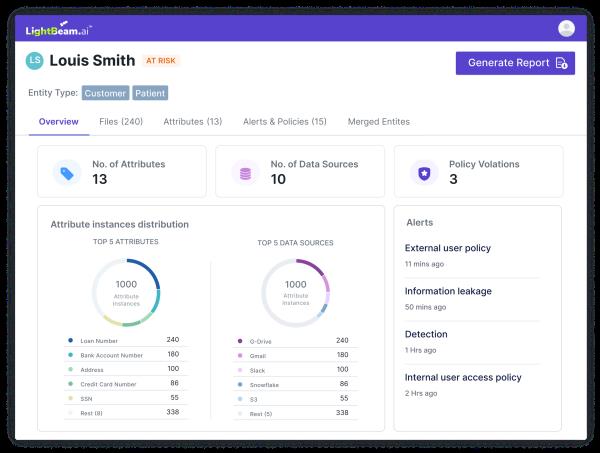 LightBeam.ai™
LS Louis Smith AT RISK
Generate Report
Entity Type: Customer Patient
Overview Files (240) Attributes (13) Alerts & Policies (15) Merged Entites
No. of Attributes
13
No. of Data Sources
10
Policy Violations
3
Attribute instances distribution
TOP 5 ATTRIBUTES
1000
Attribute
instances
Loan Number 240
Bank Account Number 180
Address 100
Credit Card Number 86
SSN 55
Rest (8) 338
TOP 5 DATA SOURCES
1000
Attribute
Instances
G-Drive 240
Gmail 180
Slack 100
Snowflake 86
S3 55
Rest (5) 338
Alerts
External user policy
11 mins ago
Information leakage
50 mins ago
Detection
1 Hrs ago
Internal user access policy
2 Hrs ago